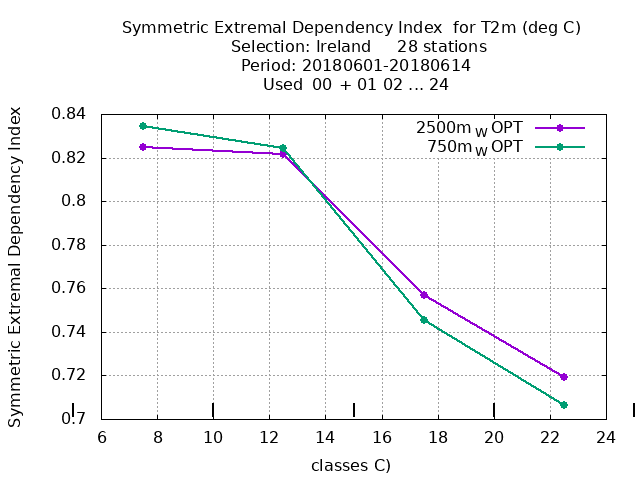 Symmetric Extremal Dependency Index  for T2m (deg C)
Selection: Ireland     28 stations
Period: 20180601-20180614
Used  00 + 01 02 ... 24
Symmetric Extremal Dependency Index
0.84
0.82
0.8
0.78
0.76
0.74
0.72
0.7
2500m W OPT
750m W OPT
6 8 10 12 14 16 18 20 22 24
classes C)